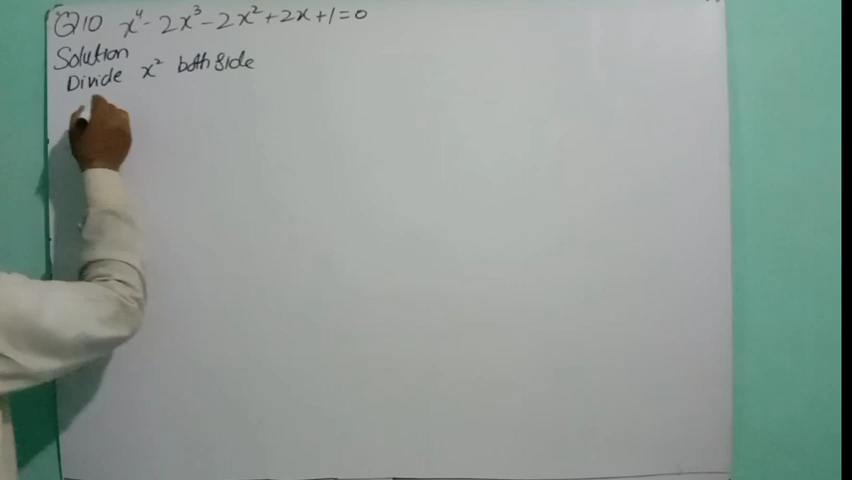 Q10 x⁴ - 2x³ - 2x² + 2x + 1 = 0
Solution
Divide x² both side